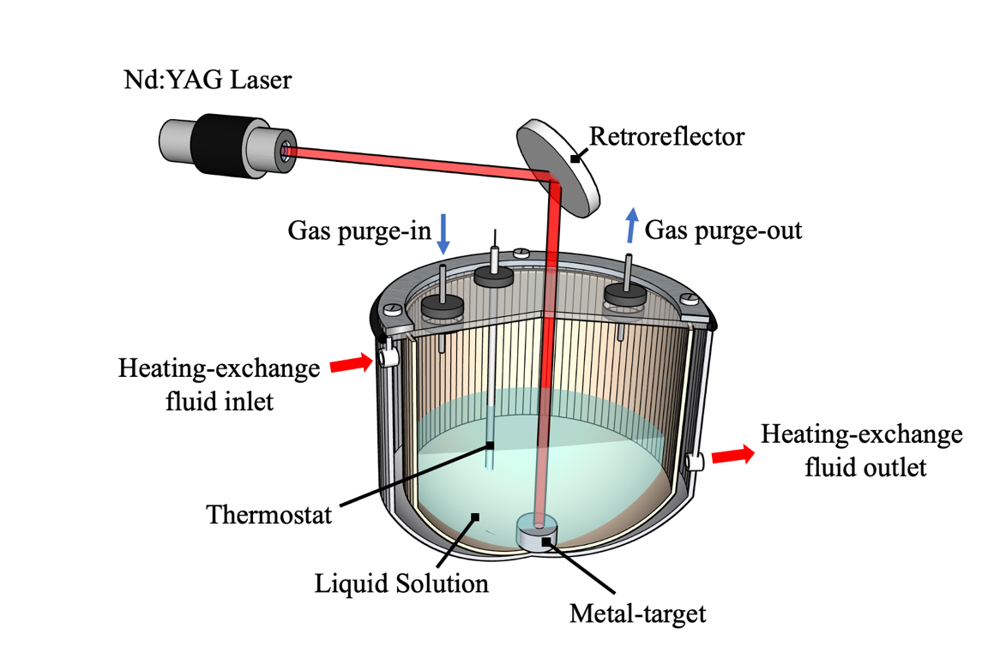 Nd:YAG Laser
Retroreflector
Gas purge-in
Gas purge-out
Heating-exchange
fluid inlet
Heating-exchange
fluid outlet
Thermostat
Liquid Solution
Metal-target